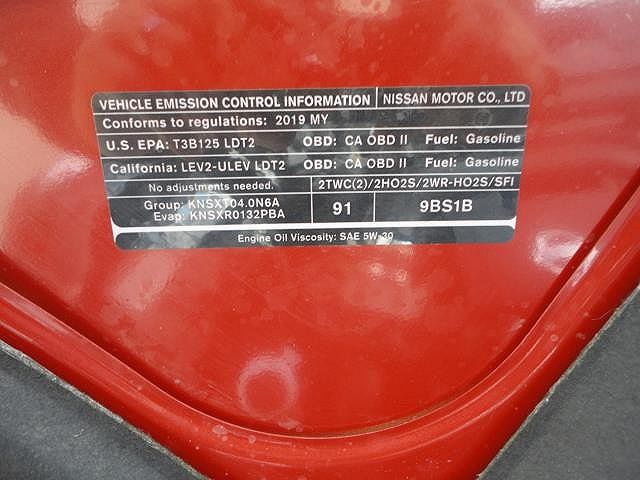 VEHICLE EMISSION CONTROL INFORMATION NISSAN MOTOR CO., LTD
Conforms to regulations: 2019 MY
U.S. EPA: T3B125 LDT2 OBD: CA OBD II Fuel: Gasoline
California: LEV2-ULEV LDT2 OBD: CA OBD II Fuel: Gasoline
No adjustments needed. 2TWC(2)/2HO2S/2WR-HO2S/SFI
Group: KNSXT04.0N6A 91 9BS1B
Evap: KNSXR0132PBA
Engine Oil Viscosity: SAE 5W-30